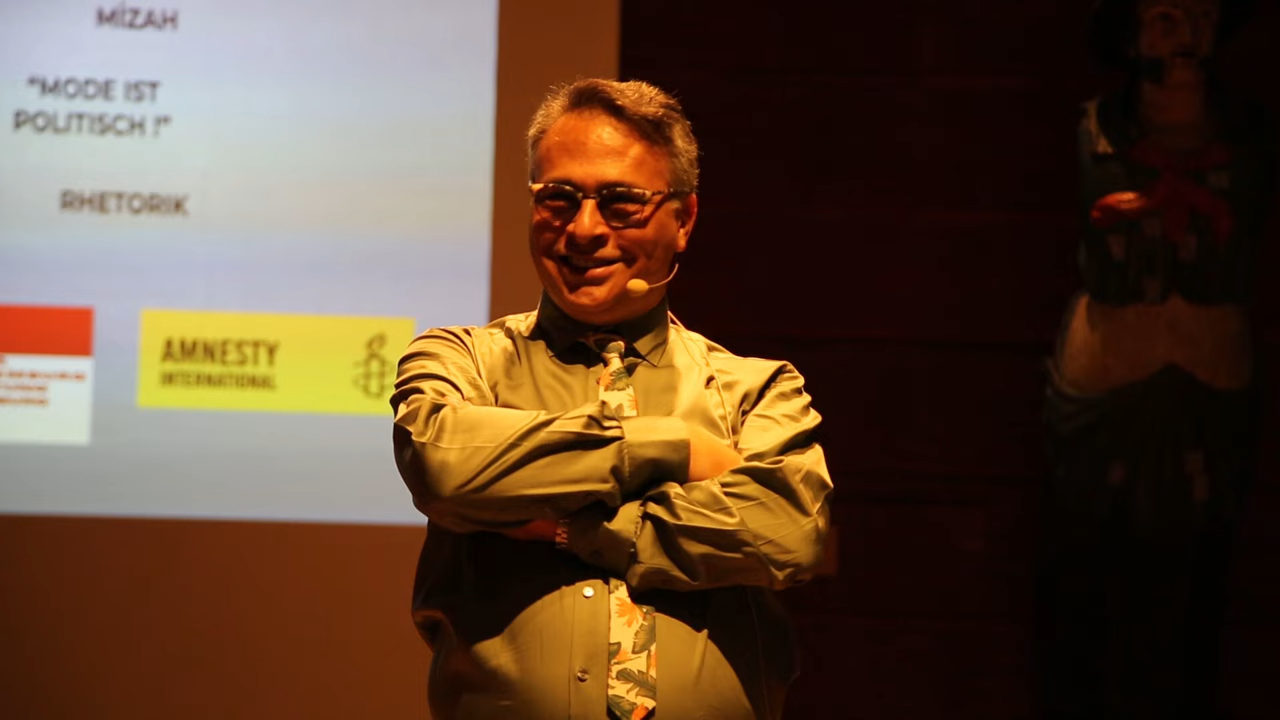 MİZAH
"MODE IST
POLITISCH !"
RHETORIK
AMNESTY
INTERNATIONAL